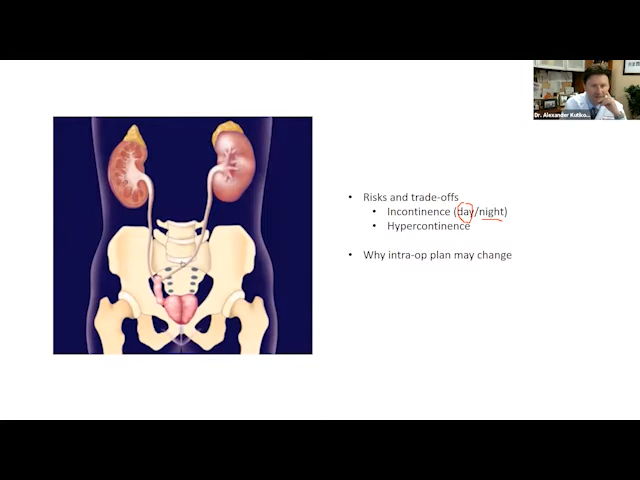 Dr. Alexander Kutiko...
• Risks and trade-offs
• Incontinence (day/night)
• Hypercontinence
• Why intra-op plan may change